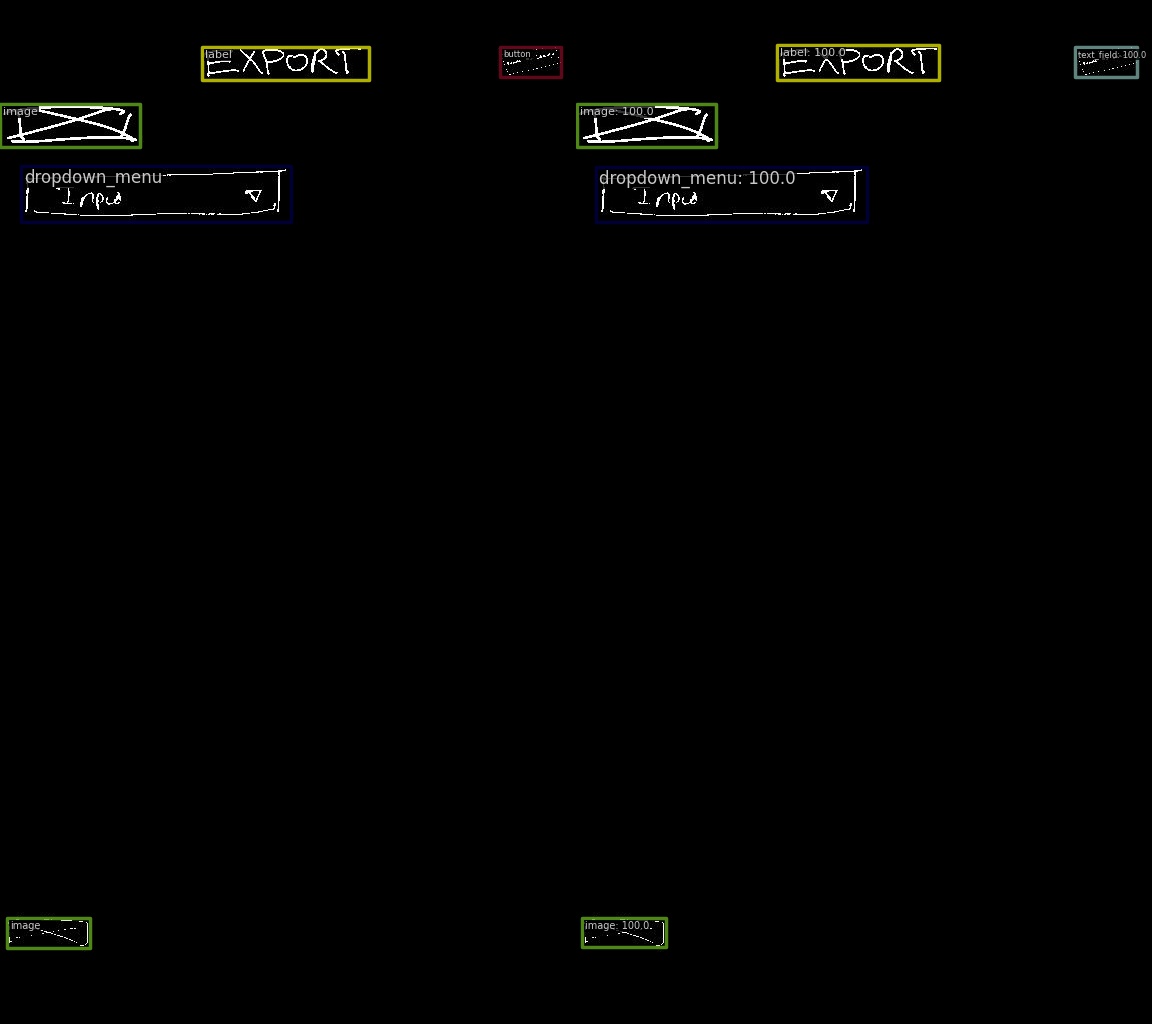 label EXPORT button label: 100.0 EXPORT text_field: 100.0
image image: 100.0
dropdown_menu dropdown_menu: 100.0
Input Input
image image: 100.0